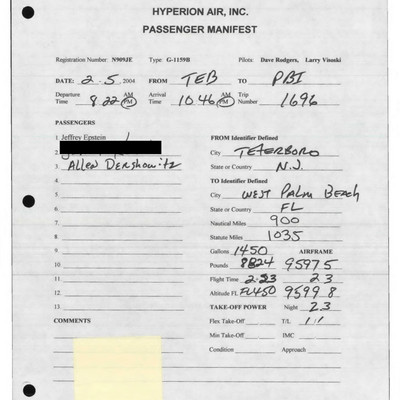 HYPERION AIR, INC.
PASSENGER MANIFEST
Registration Number: N909JE Type: G-1159B Pilots: Dave Rodgers, Larry Visoski
DATE: 2-5, 2004 FROM TEB TO PBI
Departure Time 8:22 AM PM Arrival Time 10:46 AM PM Trip Number 1696
PASSENGERS
1. Jeffrey Epstein
2.
3. Allen Dershowitz
4.
5.
6.
7.
8.
9.
10.
11.
12.
13.
COMMENTS
FROM Identifier Defined
City TETERBORO
State or Country N.J.
TO Identifier Defined
City WEST PALM BEACH
State or Country FL
Nautical Miles 900
Statute Miles 1035
Gallons 1450 AIRFRAME
Pounds 9597.5
Flight Time 2.3
Altitude FL FL450 9599 8
TAKE-OFF POWER Night 2.3
Flex Take-Off T/L 1/1
Min Take-Off IMC
Condition Approach